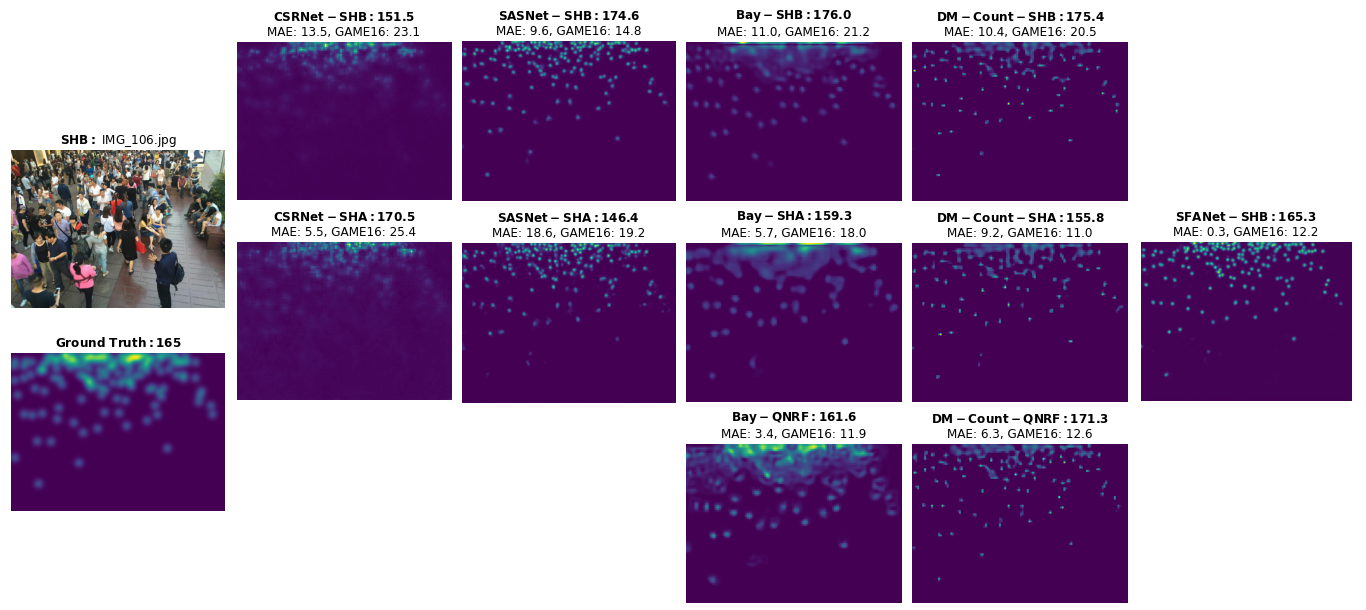 CSRNet−SHB: 151.5
MAE: 13.5, GAME16: 23.1
SASNet−SHB: 174.6
MAE: 9.6, GAME16: 14.8
Bay−SHB: 176.0
MAE: 11.0, GAME16: 21.2
DM−Count−SHB: 175.4
MAE: 10.4, GAME16: 20.5
SHB: IMG_106.jpg
CSRNet−SHA: 170.5
MAE: 5.5, GAME16: 25.4
SASNet−SHA: 146.4
MAE: 18.6, GAME16: 19.2
Bay−SHA: 159.3
MAE: 5.7, GAME16: 18.0
DM−Count−SHA: 155.8
MAE: 9.2, GAME16: 11.0
SFANet−SHB: 165.3
MAE: 0.3, GAME16: 12.2
Ground Truth: 165
Bay−QNRF: 161.6
MAE: 3.4, GAME16: 11.9
DM−Count−QNRF: 171.3
MAE: 6.3, GAME16: 12.6